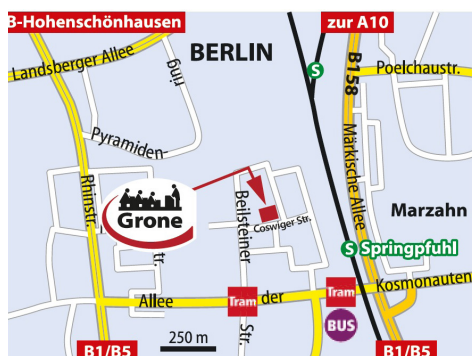 B-Hohenschönhausen
zur A10
Landsberger Allee
ring
BERLIN
S
B158
Poelchaustr.
Pyramiden-
Rhinstr.
Märkische Allee
Grone
Beilsteiner
Coswiger Str.
Marzahn
tr.
S Springpfuhl
Allee
Tram
der
Tram
Kosmonauten
BUS
Str.
B1/B5
250 m
B1/B5